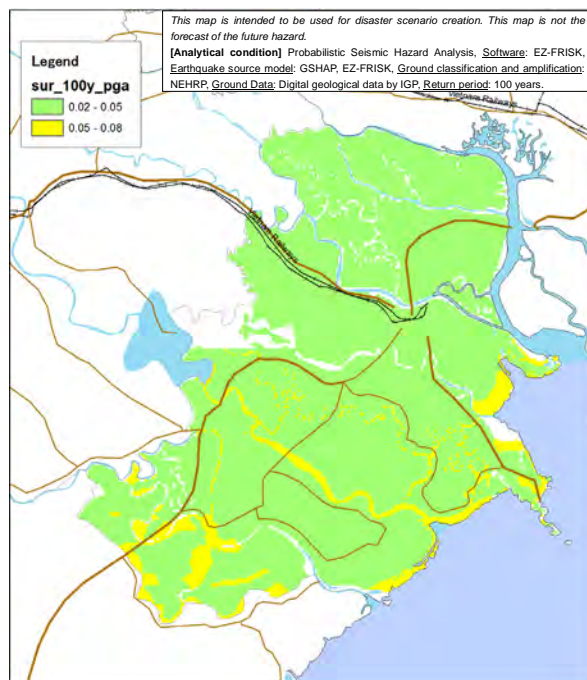 This map is intended to be used for disaster scenario creation. This map is not the
forecast of the future hazard.
[Analytical condition] Probabilistic Seismic Hazard Analysis, Software: EZ-FRISK,
Earthquake source model: GSHAP, EZ-FRISK, Ground classification and amplification:
NEHRP, Ground Data: Digital geological data by IGP, Return period: 100 years.
Legend
sur_100y_pga
0.02 - 0.05
0.05 - 0.08
Vietnam Railways
Vietnam Railways